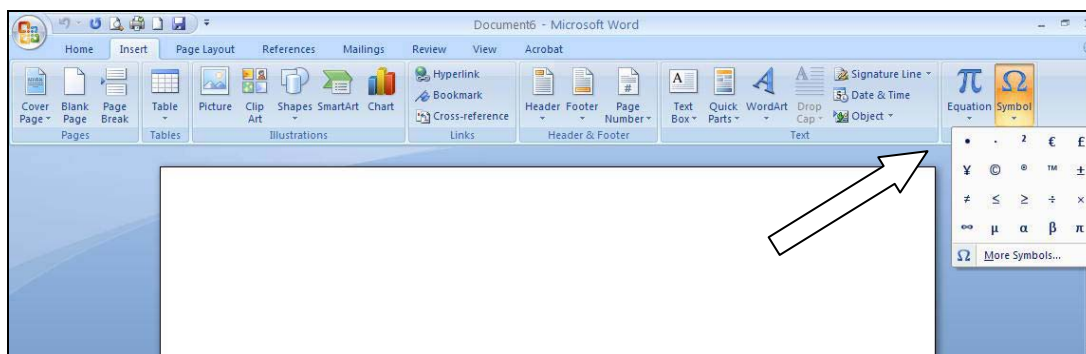 Document6 - Microsoft Word
Home Insert Page Layout References Mailings Review View Acrobat
Cover Page Blank Page Page Break
Pages
Table
Tables
Picture Clip Art Shapes SmartArt Chart
Illustrations
Hyperlink
Bookmark
Cross-reference
Links
Header Footer Page Number
Header & Footer
Text Box Quick Parts WordArt Drop Cap
Signature Line
Date & Time
Object
Text
π Ω
Equation Symbol
• · ² € £
¥ © ® ™ ±
≠ ≤ ≥ ÷ ×
∞ µ α β π
Ω More Symbols...